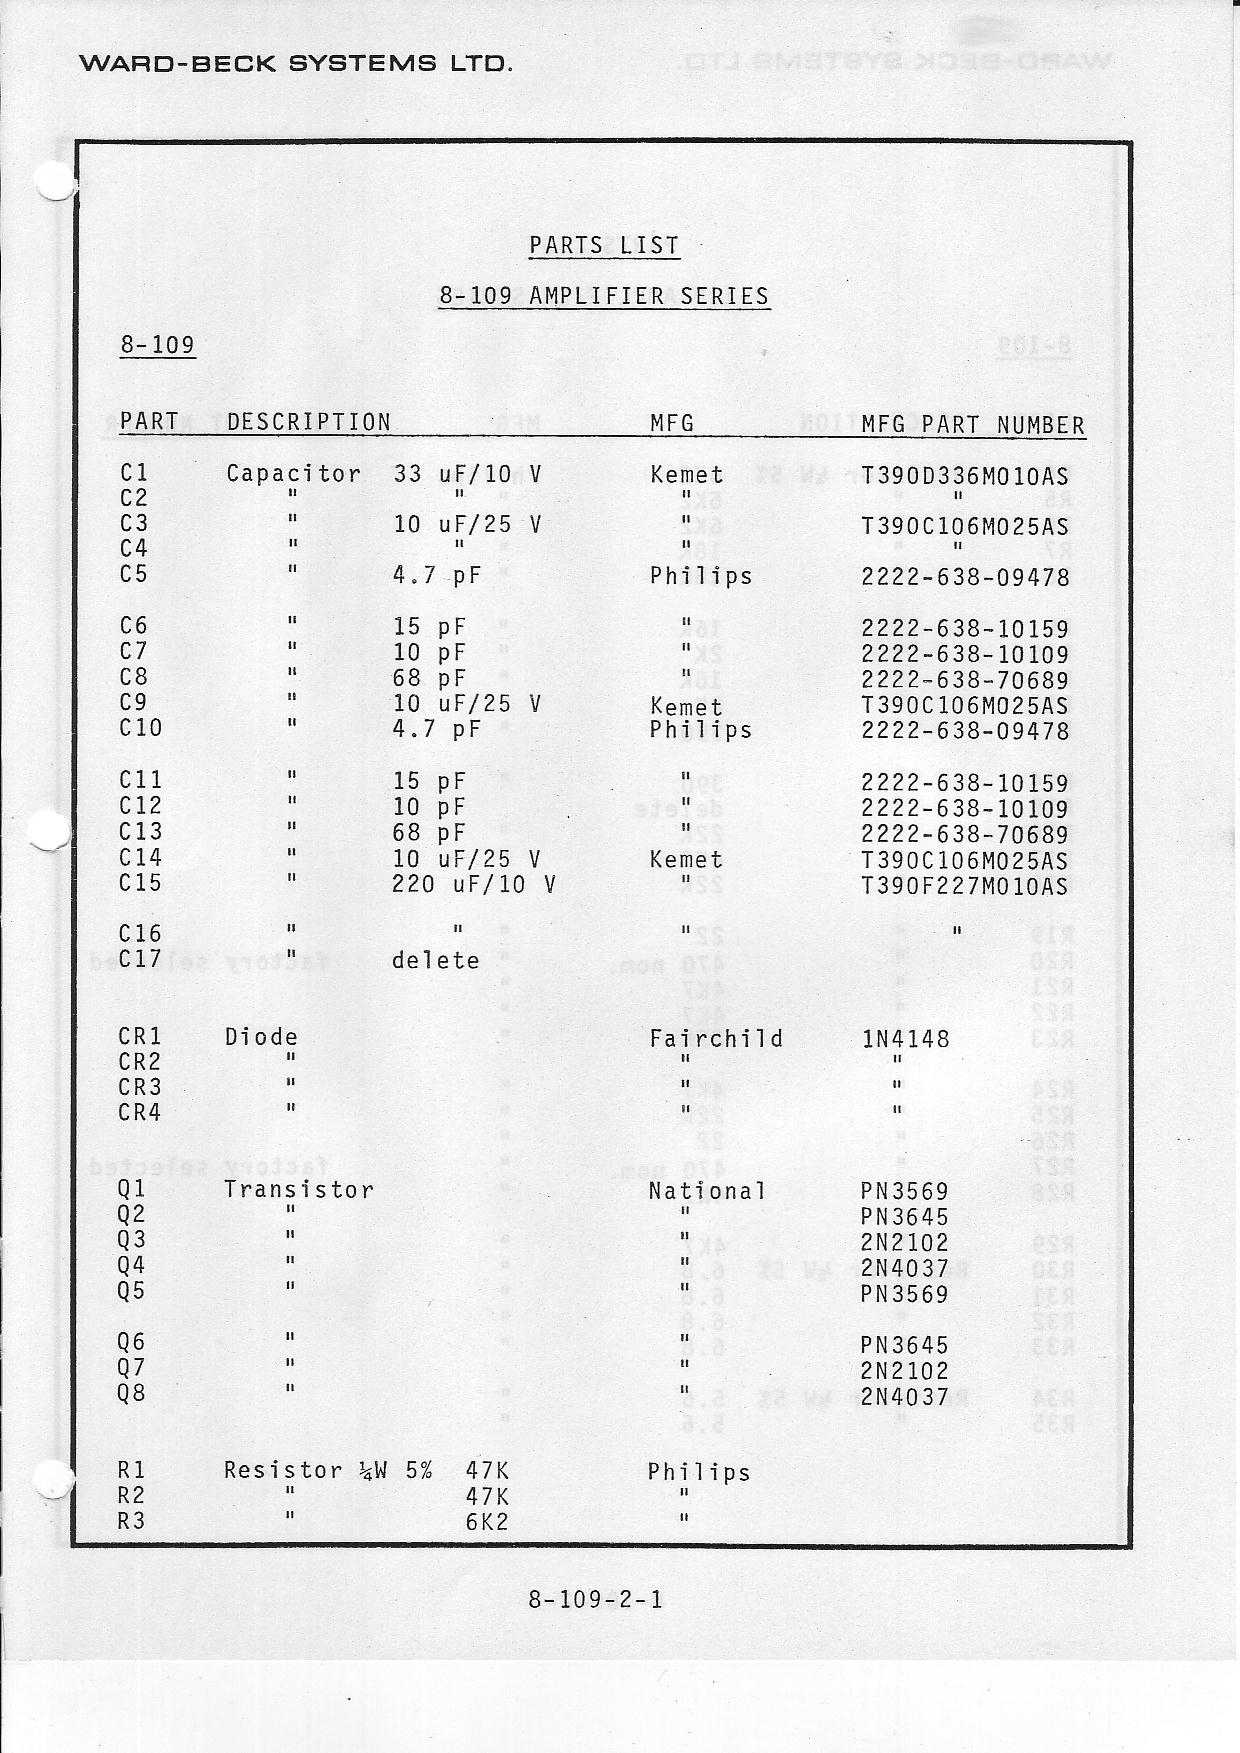 WARD-BECK SYSTEMS LTD.
PARTS LIST
8-109 AMPLIFIER SERIES
8-109
PART DESCRIPTION MFG MFG PART NUMBER
C1 Capacitor 33 uF/10 V Kemet T390D336M010AS
C2 " " " "
C3 " 10 uF/25 V " T390C106M025AS
C4 " " " "
C5 " 4.7 pF Philips 2222-638-09478
C6 " 15 pF " 2222-638-10159
C7 " 10 pF " 2222-638-10109
C8 " 68 pF " 2222-638-70689
C9 " 10 uF/25 V Kemet T390C106M025AS
C10 " 4.7 pF Philips 2222-638-09478
C11 " 15 pF " 2222-638-10159
C12 " 10 pF " 2222-638-10109
C13 " 68 pF " 2222-638-70689
C14 " 10 uF/25 V Kemet T390C106M025AS
C15 " 220 uF/10 V " T390F227M010AS
C16 " " " "
C17 " delete
CR1 Diode Fairchild 1N4148
CR2 " " "
CR3 " " "
CR4 " " "
Q1 Transistor National PN3569
Q2 " " PN3645
Q3 " " 2N2102
Q4 " " 2N4037
Q5 " " PN3569
Q6 " " PN3645
Q7 " " 2N2102
Q8 " " 2N4037
R1 Resistor ¼W 5% 47K Philips
R2 " 47K "
R3 " 6K2 "
8-109-2-1